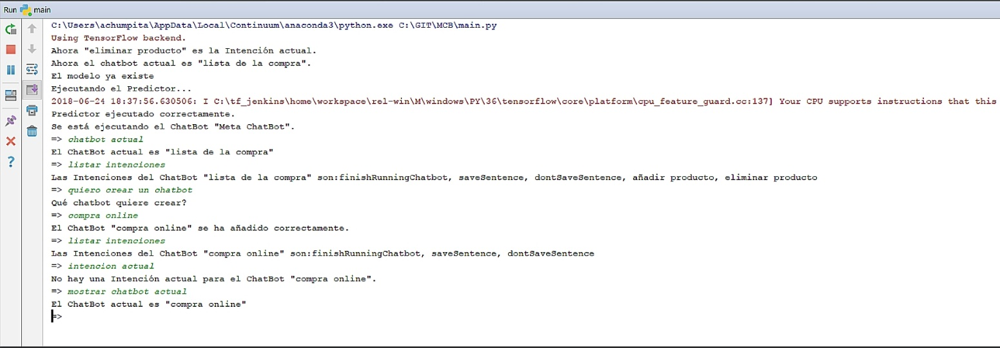 Run main
C:\Users\achumpita\AppData\Local\Continuum\anaconda3\python.exe C:\GIT\MCB\main.py
Using TensorFlow backend.
Ahora "eliminar producto" es la Intención actual.
Ahora el chatbot actual es "lista de la compra".
El modelo ya existe
Ejecutando el Predictor...
2018-06-24 18:37:56.630506: I C:\tf_jenkins\home\workspace\rel-win\M\windows\PY\36\tensorflow\core\platform\cpu_feature_guard.cc:137] Your CPU supports instructions that this
Predictor ejecutado correctamente.
Se está ejecutando el ChatBot "Meta ChatBot".
=> chatbot actual
El ChatBot actual es "lista de la compra"
=> listar intenciones
Las Intenciones del ChatBot "lista de la compra" son:finishRunningChatbot, saveSentence, dontSaveSentence, añadir producto, eliminar producto
=> quiero crear un chatbot
Qué chatbot quiere crear?
=> compra online
El ChatBot "compra online" se ha añadido correctamente.
=> listar intenciones
Las Intenciones del ChatBot "compra online" son:finishRunningChatbot, saveSentence, dontSaveSentence
=> intencion actual
No hay una Intención actual para el ChatBot "compra online".
=> mostrar chatbot actual
El ChatBot actual es "compra online"
=>